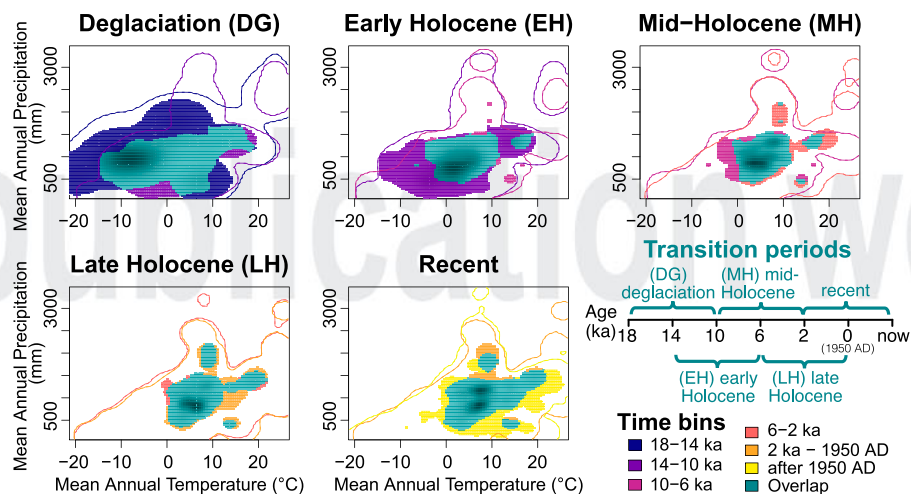 Deglaciation (DG)
Early Holocene (EH)
Mid−Holocene (MH)
Mean Annual Precipitation
(mm)
3000
500
−20 −10 0 10 20
3000
500
−20 −10 0 10 20
3000
500
−20 −10 0 10 20
Late Holocene (LH)
Recent
Mean Annual Precipitation
(mm)
3000
500
−20 −10 0 10 20
Mean Annual Temperature (°C)
3000
500
−20 −10 0 10 20
Mean Annual Temperature (°C)
Transition periods
(DG)
deglaciation
(MH) mid-
Holocene
recent
Age
(ka)
18 14 10 6 2 0 now
(1950 AD)
(EH) early
Holocene
(LH) late
Holocene
Time bins
18−14 ka
14−10 ka
10−6 ka
6−2 ka
2 ka − 1950 AD
after 1950 AD
Overlap
publication